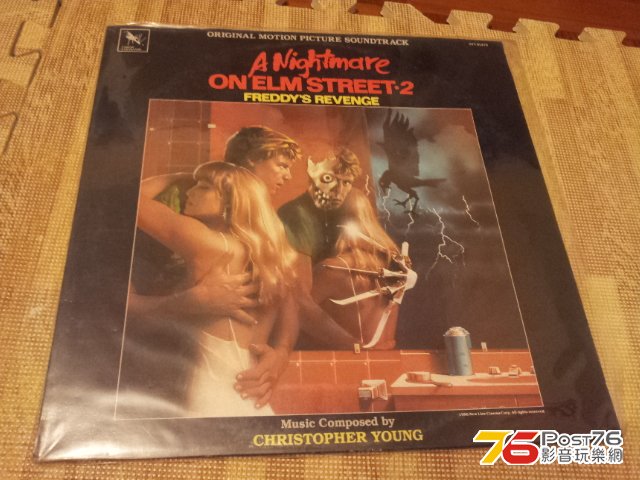 ORIGINAL MOTION PICTURE SOUNDTRACK
A Nightmare
ON ELM STREET·2
FREDDY'S REVENGE
Music Composed by
CHRISTOPHER YOUNG
76 Post76
影音玩樂網